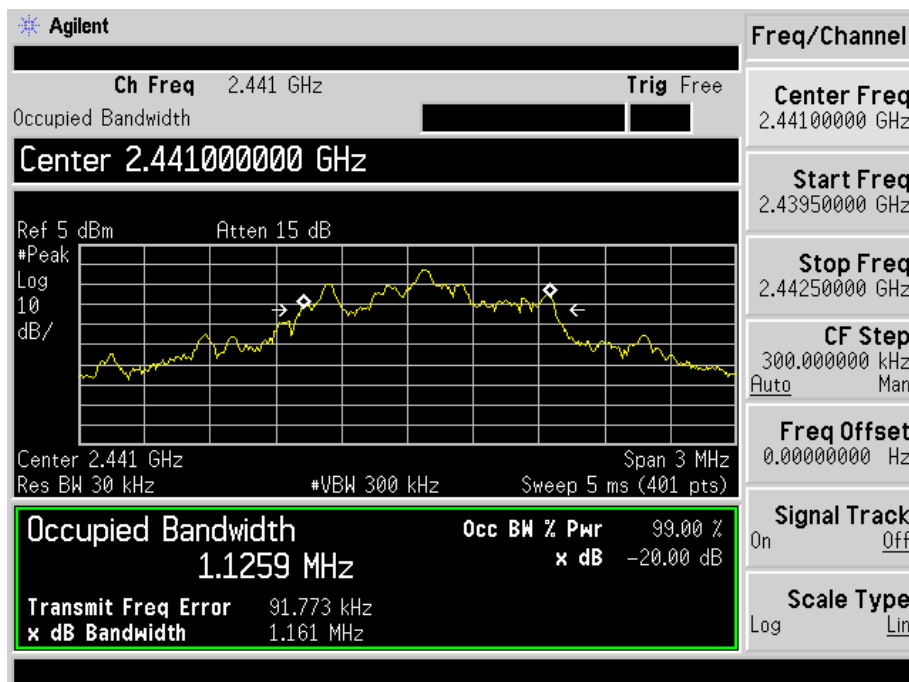 Agilent
Freq/Channel
Ch Freq 2.441 GHz Trig Free
Occupied Bandwidth
Center 2.441000000 GHz
Ref 5 dBm Atten 15 dB
#Peak
Log
10
dB/
Center 2.441 GHz Span 3 MHz
Res BW 30 kHz #VBW 300 kHz Sweep 5 ms (401 pts)
Occupied Bandwidth
1.1259 MHz
Occ BW % Pwr 99.00 %
x dB -20.00 dB
Transmit Freq Error 91.773 kHz
x dB Bandwidth 1.161 MHz
Center Freq
2.44100000 GHz
Start Freq
2.43950000 GHz
Stop Freq
2.44250000 GHz
CF Step
300.000000 kHz
Auto Man
Freq Offset
0.00000000 Hz
Signal Track
On Off
Scale Type
Log Lin